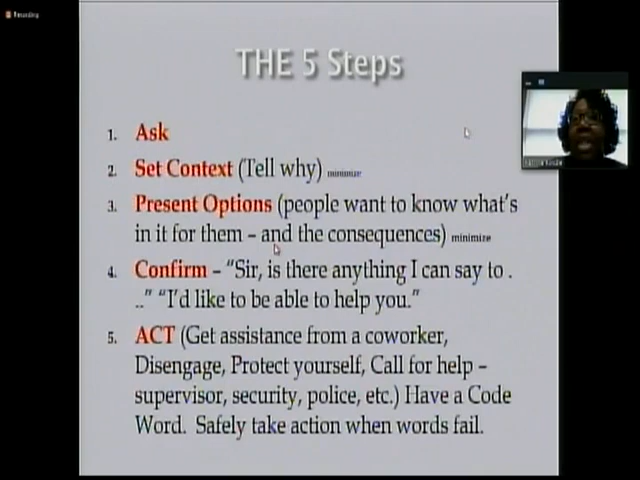 Recording
THE 5 Steps
1. Ask
2. Set Context (Tell why) minimize
3. Present Options (people want to know what's
in it for them – and the consequences) minimize
4. Confirm – “Sir, is there anything I can say to .
..” “I'd like to be able to help you.”
5. ACT (Get assistance from a coworker,
Disengage, Protect yourself, Call for help –
supervisor, security, police, etc.) Have a Code
Word. Safely take action when words fail.